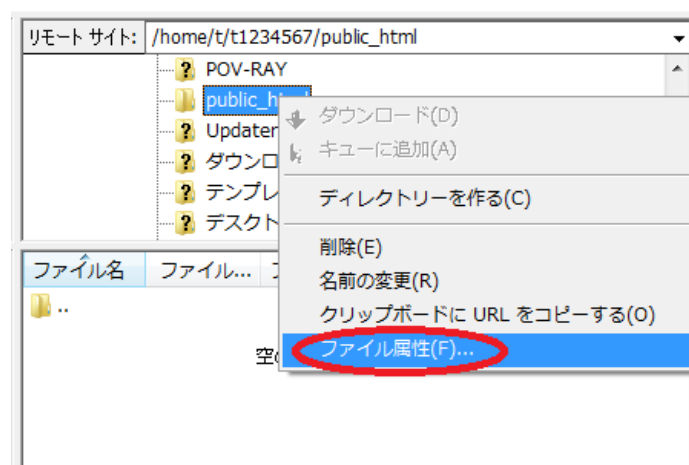 リモート サイト: /home/t/t1234567/public_html
POV-RAY
public_html
Updater
ダウンロ
テンプレ
デスクト
ダウンロード(D)
キューに追加(A)
ディレクトリーを作る(C)
削除(E)
名前の変更(R)
クリップボードに URL をコピーする(O)
ファイル属性(F)...
ファイル名 ファイル...
..
空